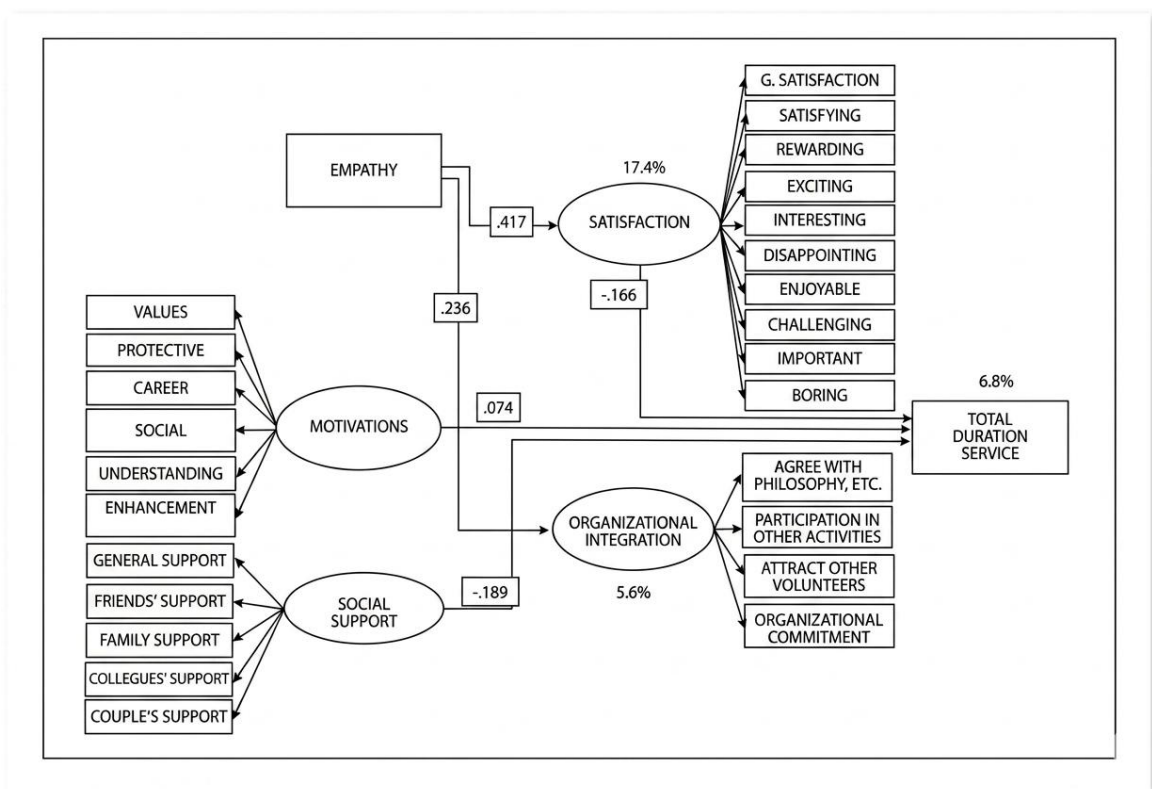 G. SATISFACTION
SATISFYING
REWARDING
EXCITING
INTERESTING
DISAPPOINTING
ENJOYABLE
CHALLENGING
IMPORTANT
BORING
EMPATHY
17.4%
SATISFACTION
.417
-.166
.236
VALUES
PROTECTIVE
CAREER
SOCIAL
UNDERSTANDING
ENHANCEMENT
MOTIVATIONS
.074
6.8%
TOTAL
DURATION
SERVICE
AGREE WITH
PHILOSOPHY, ETC.
PARTICIPATION IN
OTHER ACTIVITIES
ATTRACT OTHER
VOLUNTEERS
ORGANIZATIONAL
COMMITMENT
ORGANIZATIONAL
INTEGRATION
5.6%
GENERAL SUPPORT
FRIENDS' SUPPORT
FAMILY SUPPORT
COLLEGUES' SUPPORT
COUPLE'S SUPPORT
SOCIAL
SUPPORT
-.189